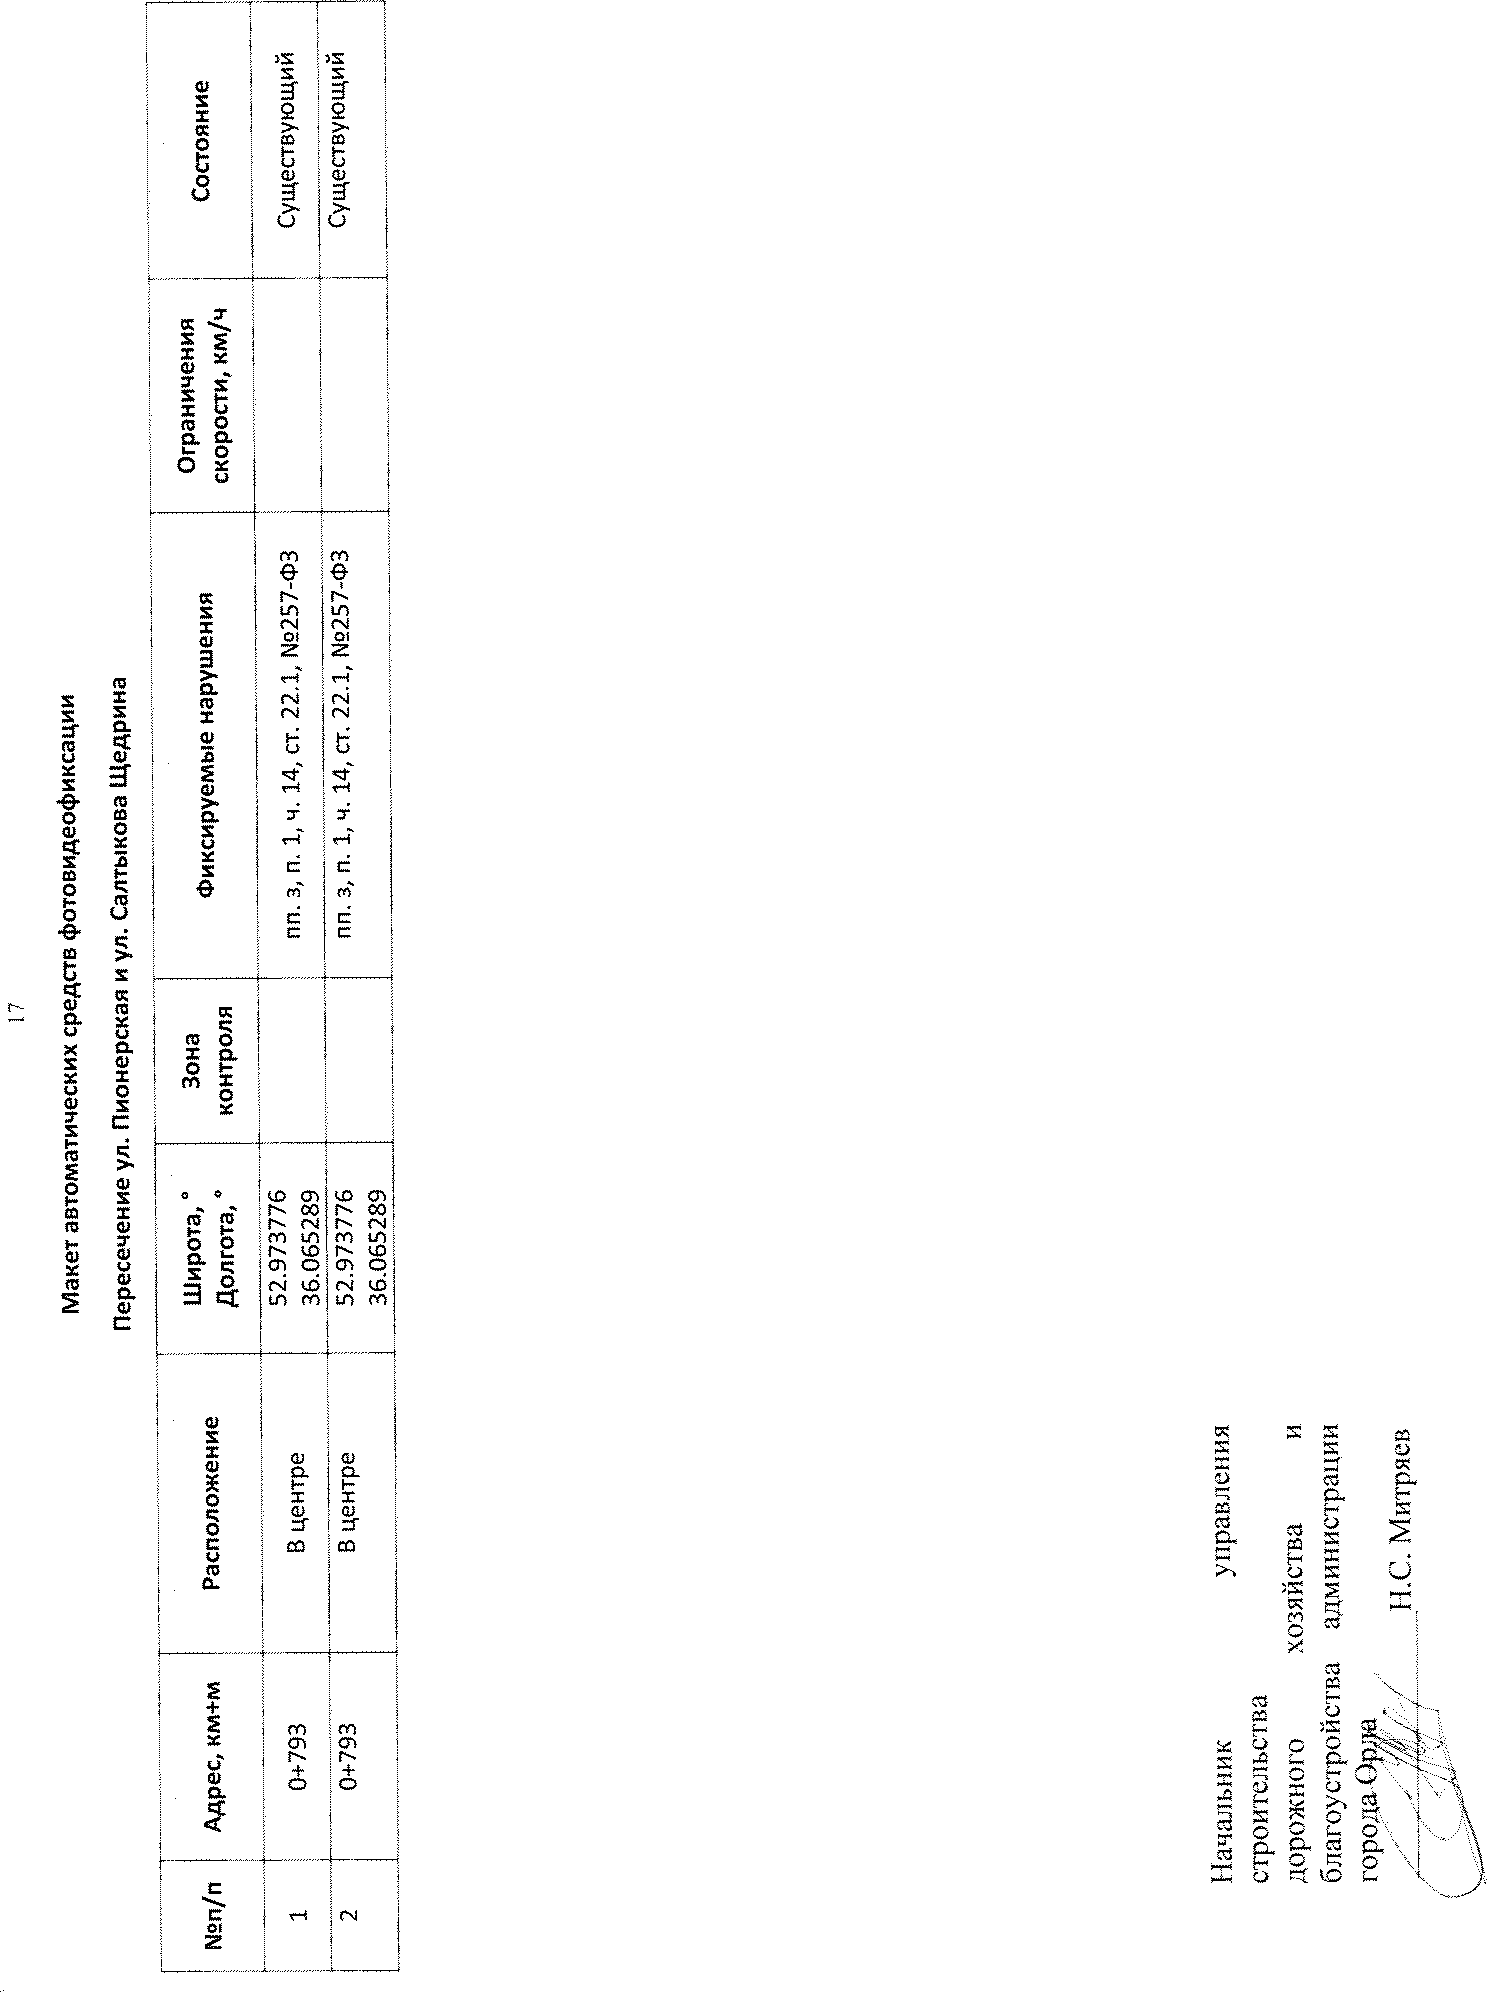 17
Макет автоматических средств фотовидеофиксации
Пересечение ул. Пионерская и ул. Салтыкова Щедрина
№п/п Адрес, км+м Расположение Широта, ° Долгота, ° Зона контроля Фиксируемые нарушения Ограничения скорости, км/ч Состояние
1 0+793 В центре 52.973776 36.065289 пп. з, п. 1, ч. 14, ст. 22.1, №257-ФЗ Существующий
2 0+793 В центре 52.973776 36.065289 пп. з, п. 1, ч. 14, ст. 22.1, №257-ФЗ Существующий
Начальник управления
строительства
дорожного хозяйства и
благоустройства администрации
города Орла
Н.С. Митряев